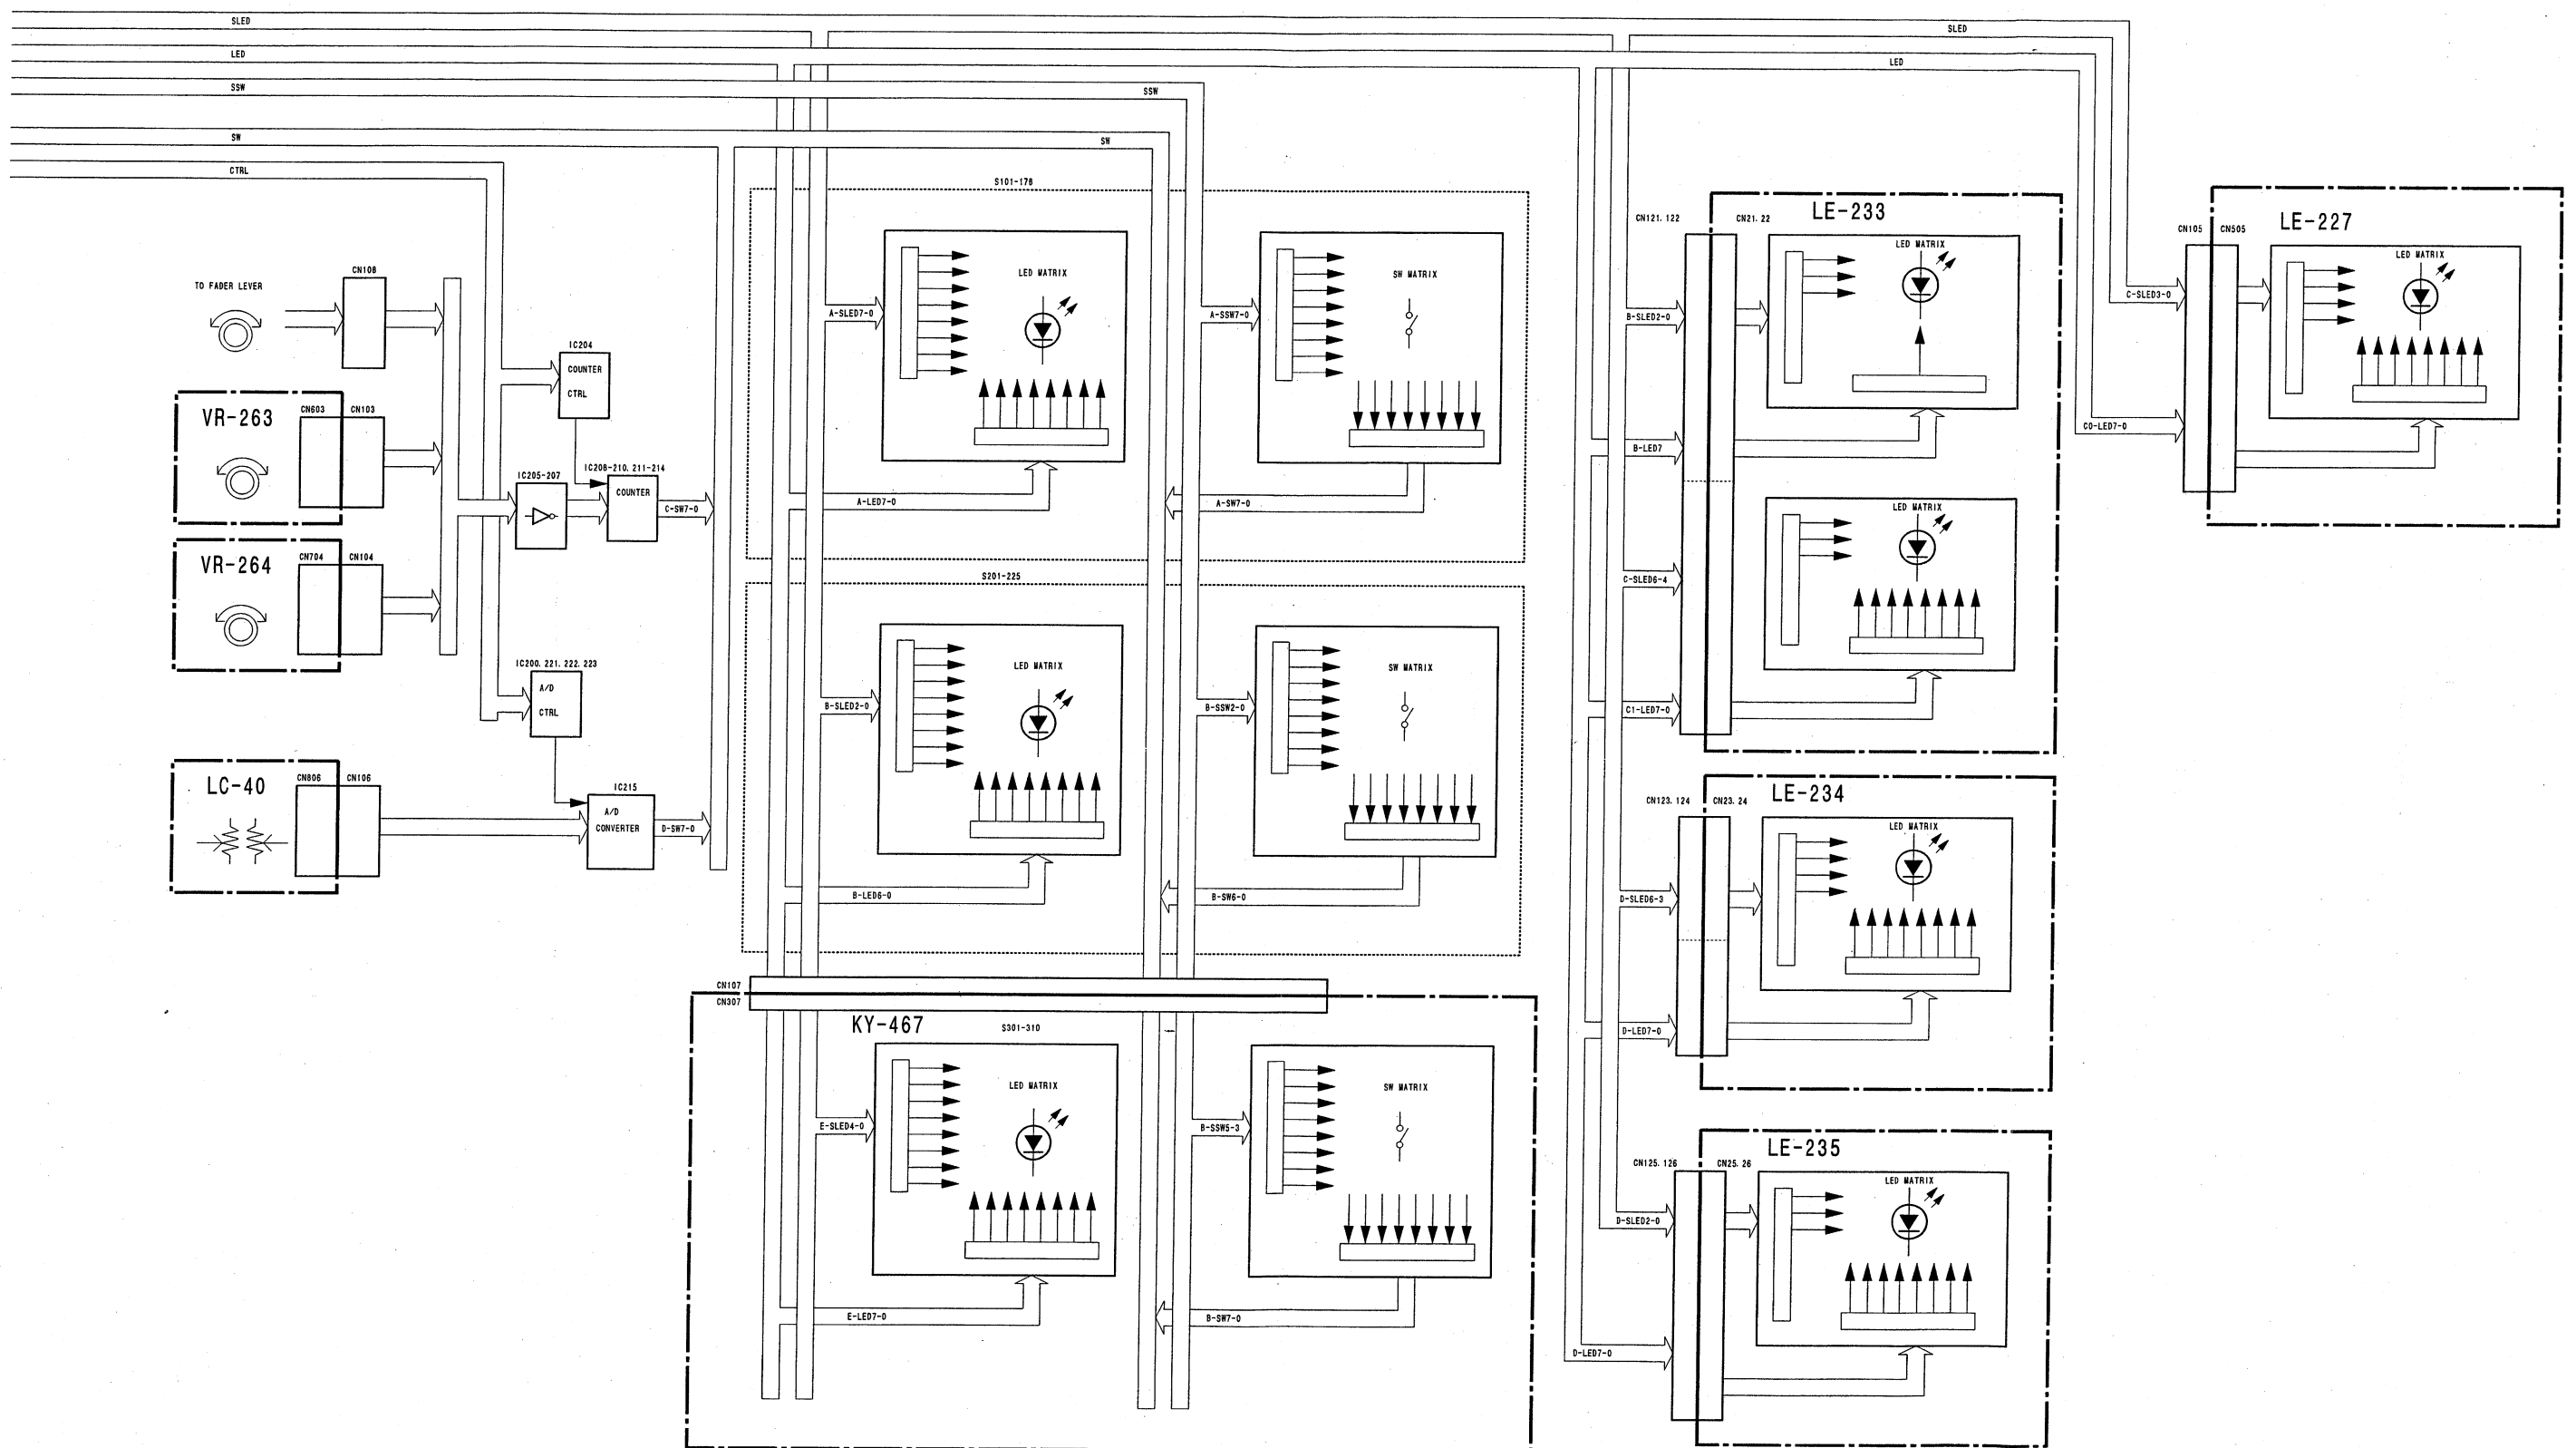 SLED
SLED
LED
LED
SSW
SSW
SW
SW
CTRL
S101-178
LE-233
CN121. 122
CN21. 22
LED MATRIX
LE-227
CN105
CN505
LED MATRIX
C-SLED3-0
C0-LED7-0
TO FADER LEVER
CN108
LED MATRIX
SW MATRIX
A-SLED7-0
A-SSW7-0
B-SLED2-0
IC204
COUNTER
CTRL
VR-263
CN603
CN103
B-LED7
IC205-207
IC208-210. 211-214
COUNTER
C-SW7-0
A-LED7-0
A-SW7-0
LED MATRIX
VR-264
CN704
CN104
S201-225
C-SLED6-4
IC200. 221. 222. 223
A/D
CTRL
LED MATRIX
SW MATRIX
B-SLED2-0
B-SSW2-0
C1-LED7-0
LC-40
CN806
CN106
IC215
A/D
CONVERTER
D-SW7-0
LE-234
CN123. 124
CN23. 24
LED MATRIX
B-LED6-0
B-SW6-0
D-SLED6-3
CN107
CN307
KY-467
S301-310
D-LED7-0
LED MATRIX
SW MATRIX
E-SLED4-0
B-SSW5-3
LE-235
CN125. 126
CN25. 26
LED MATRIX
D-SLED2-0
E-LED7-0
B-SW7-0
D-LED7-0